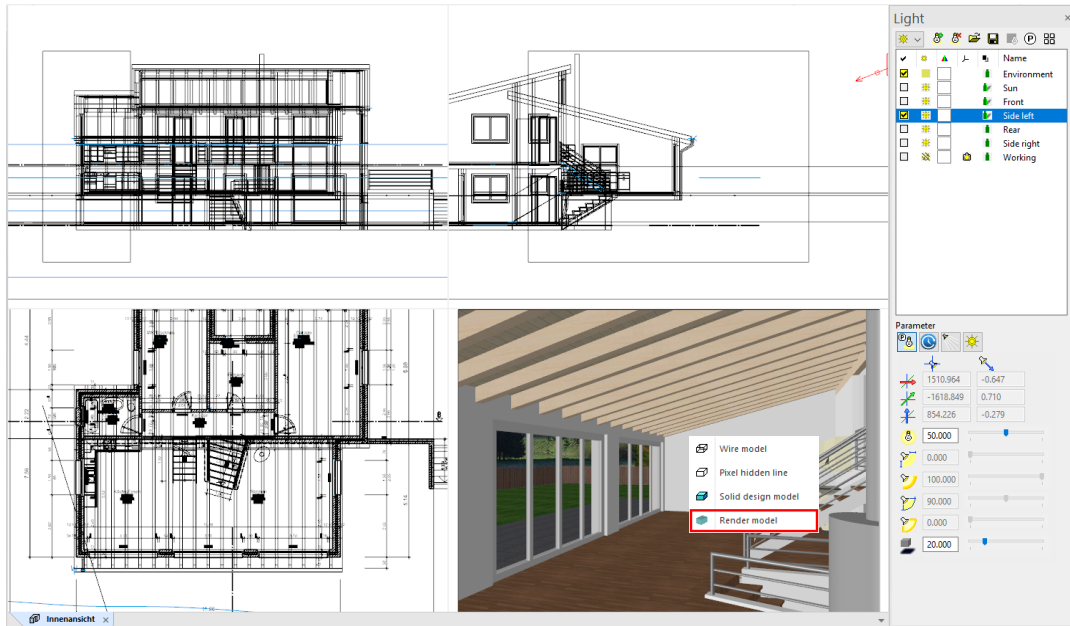 Light
Name
Environment
Sun
Front
Side left
Rear
Side right
Working
Wire model
Pixel hidden line
Solid design model
Render model
Parameter
1510.964 -0.647
-1618.849 0.710
854.226 -0.279
50.000
0.000
100.000
90.000
0.000
20.000
Innenansicht